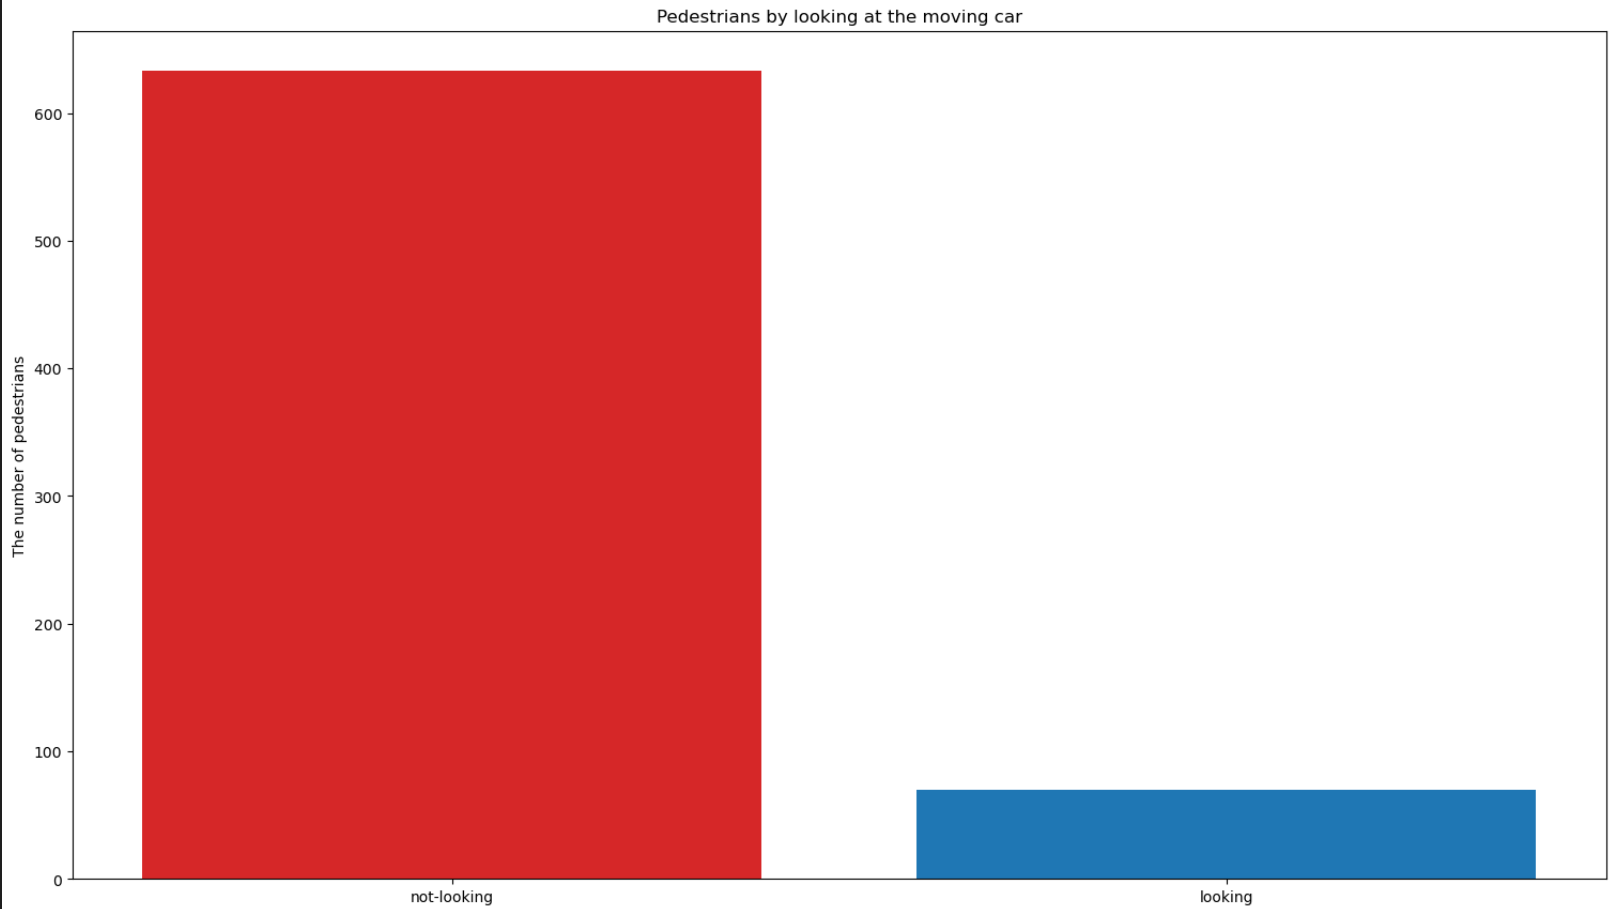 Pedestrians by looking at the moving car
The number of pedestrians
600
500
400
300
200
100
0
not-looking
looking